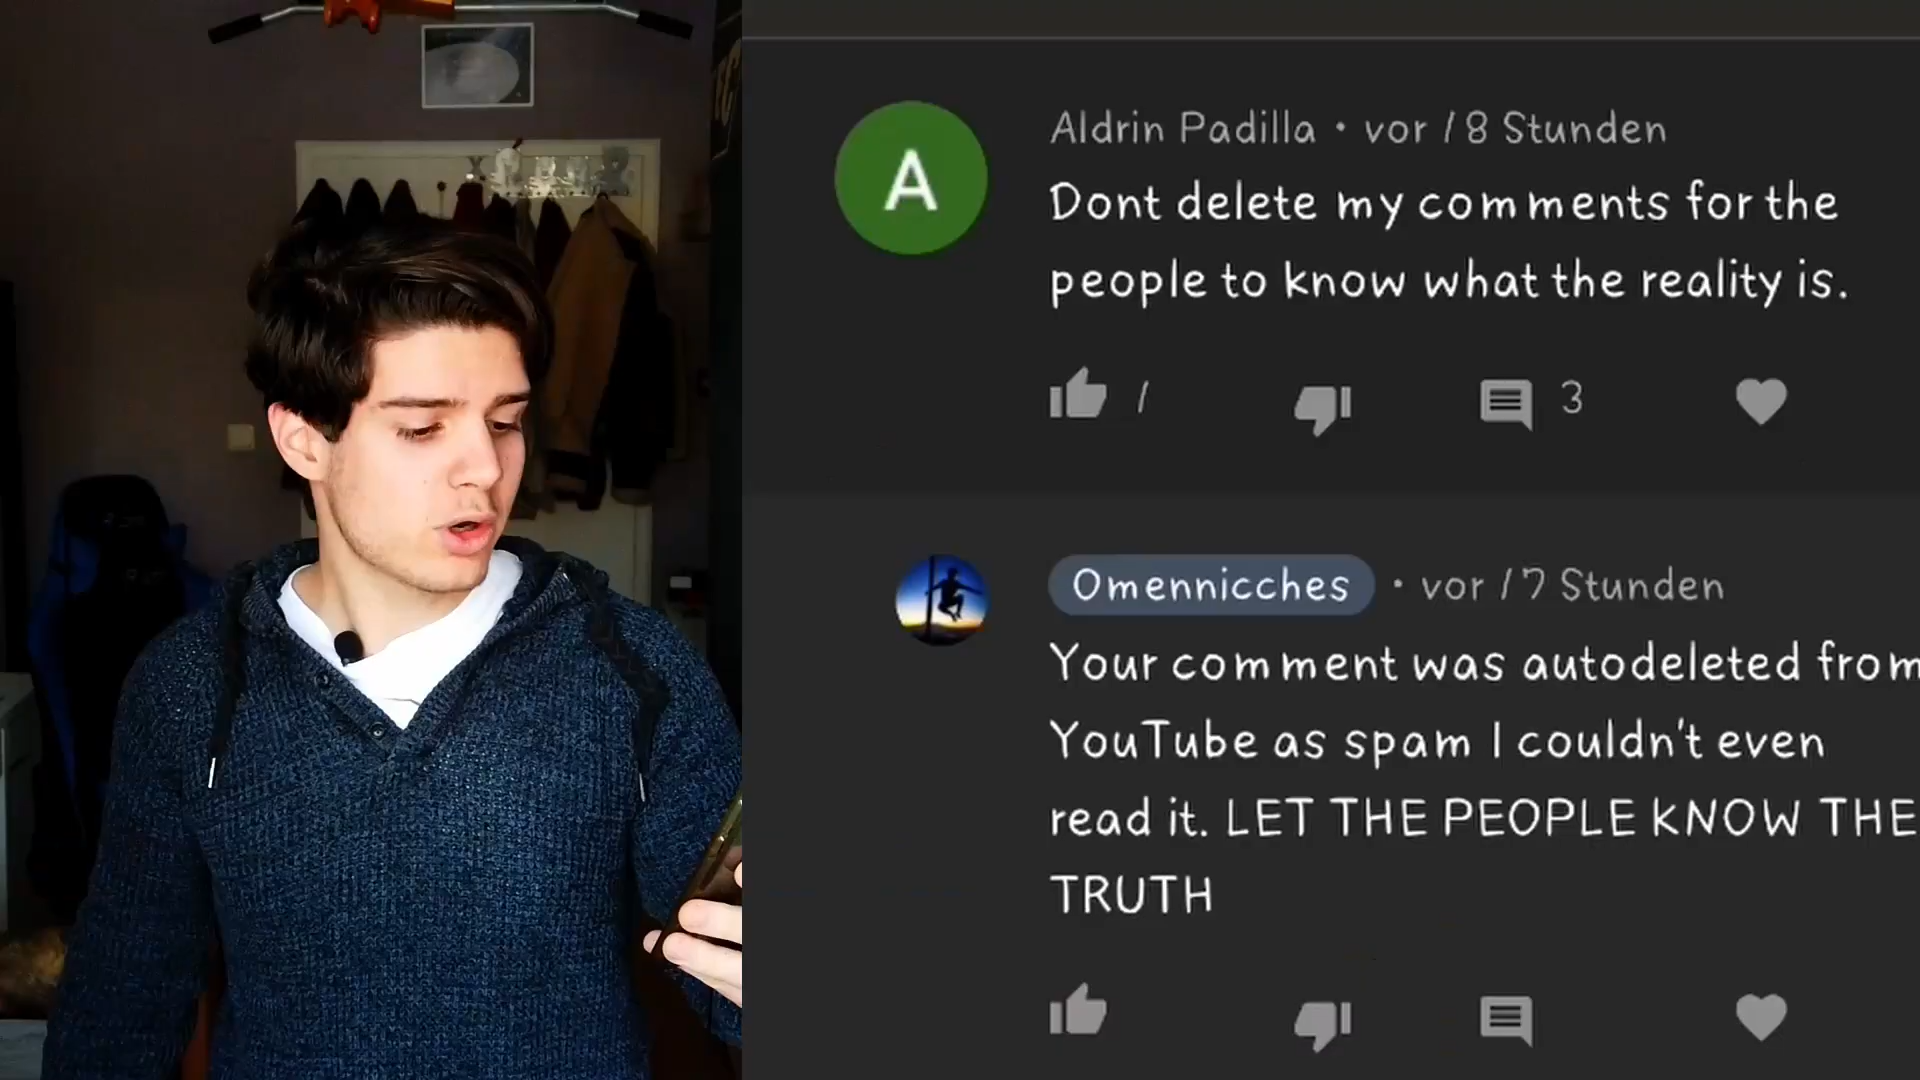 A
Aldrin Padilla • vor 18 Stunden
Dont delete my comments for the
people to know what the reality is.
1
3
Omennicches • vor 17 Stunden
Your comment was autodeleted from
YouTube as spam I couldn't even
read it. LET THE PEOPLE KNOW THE
TRUTH